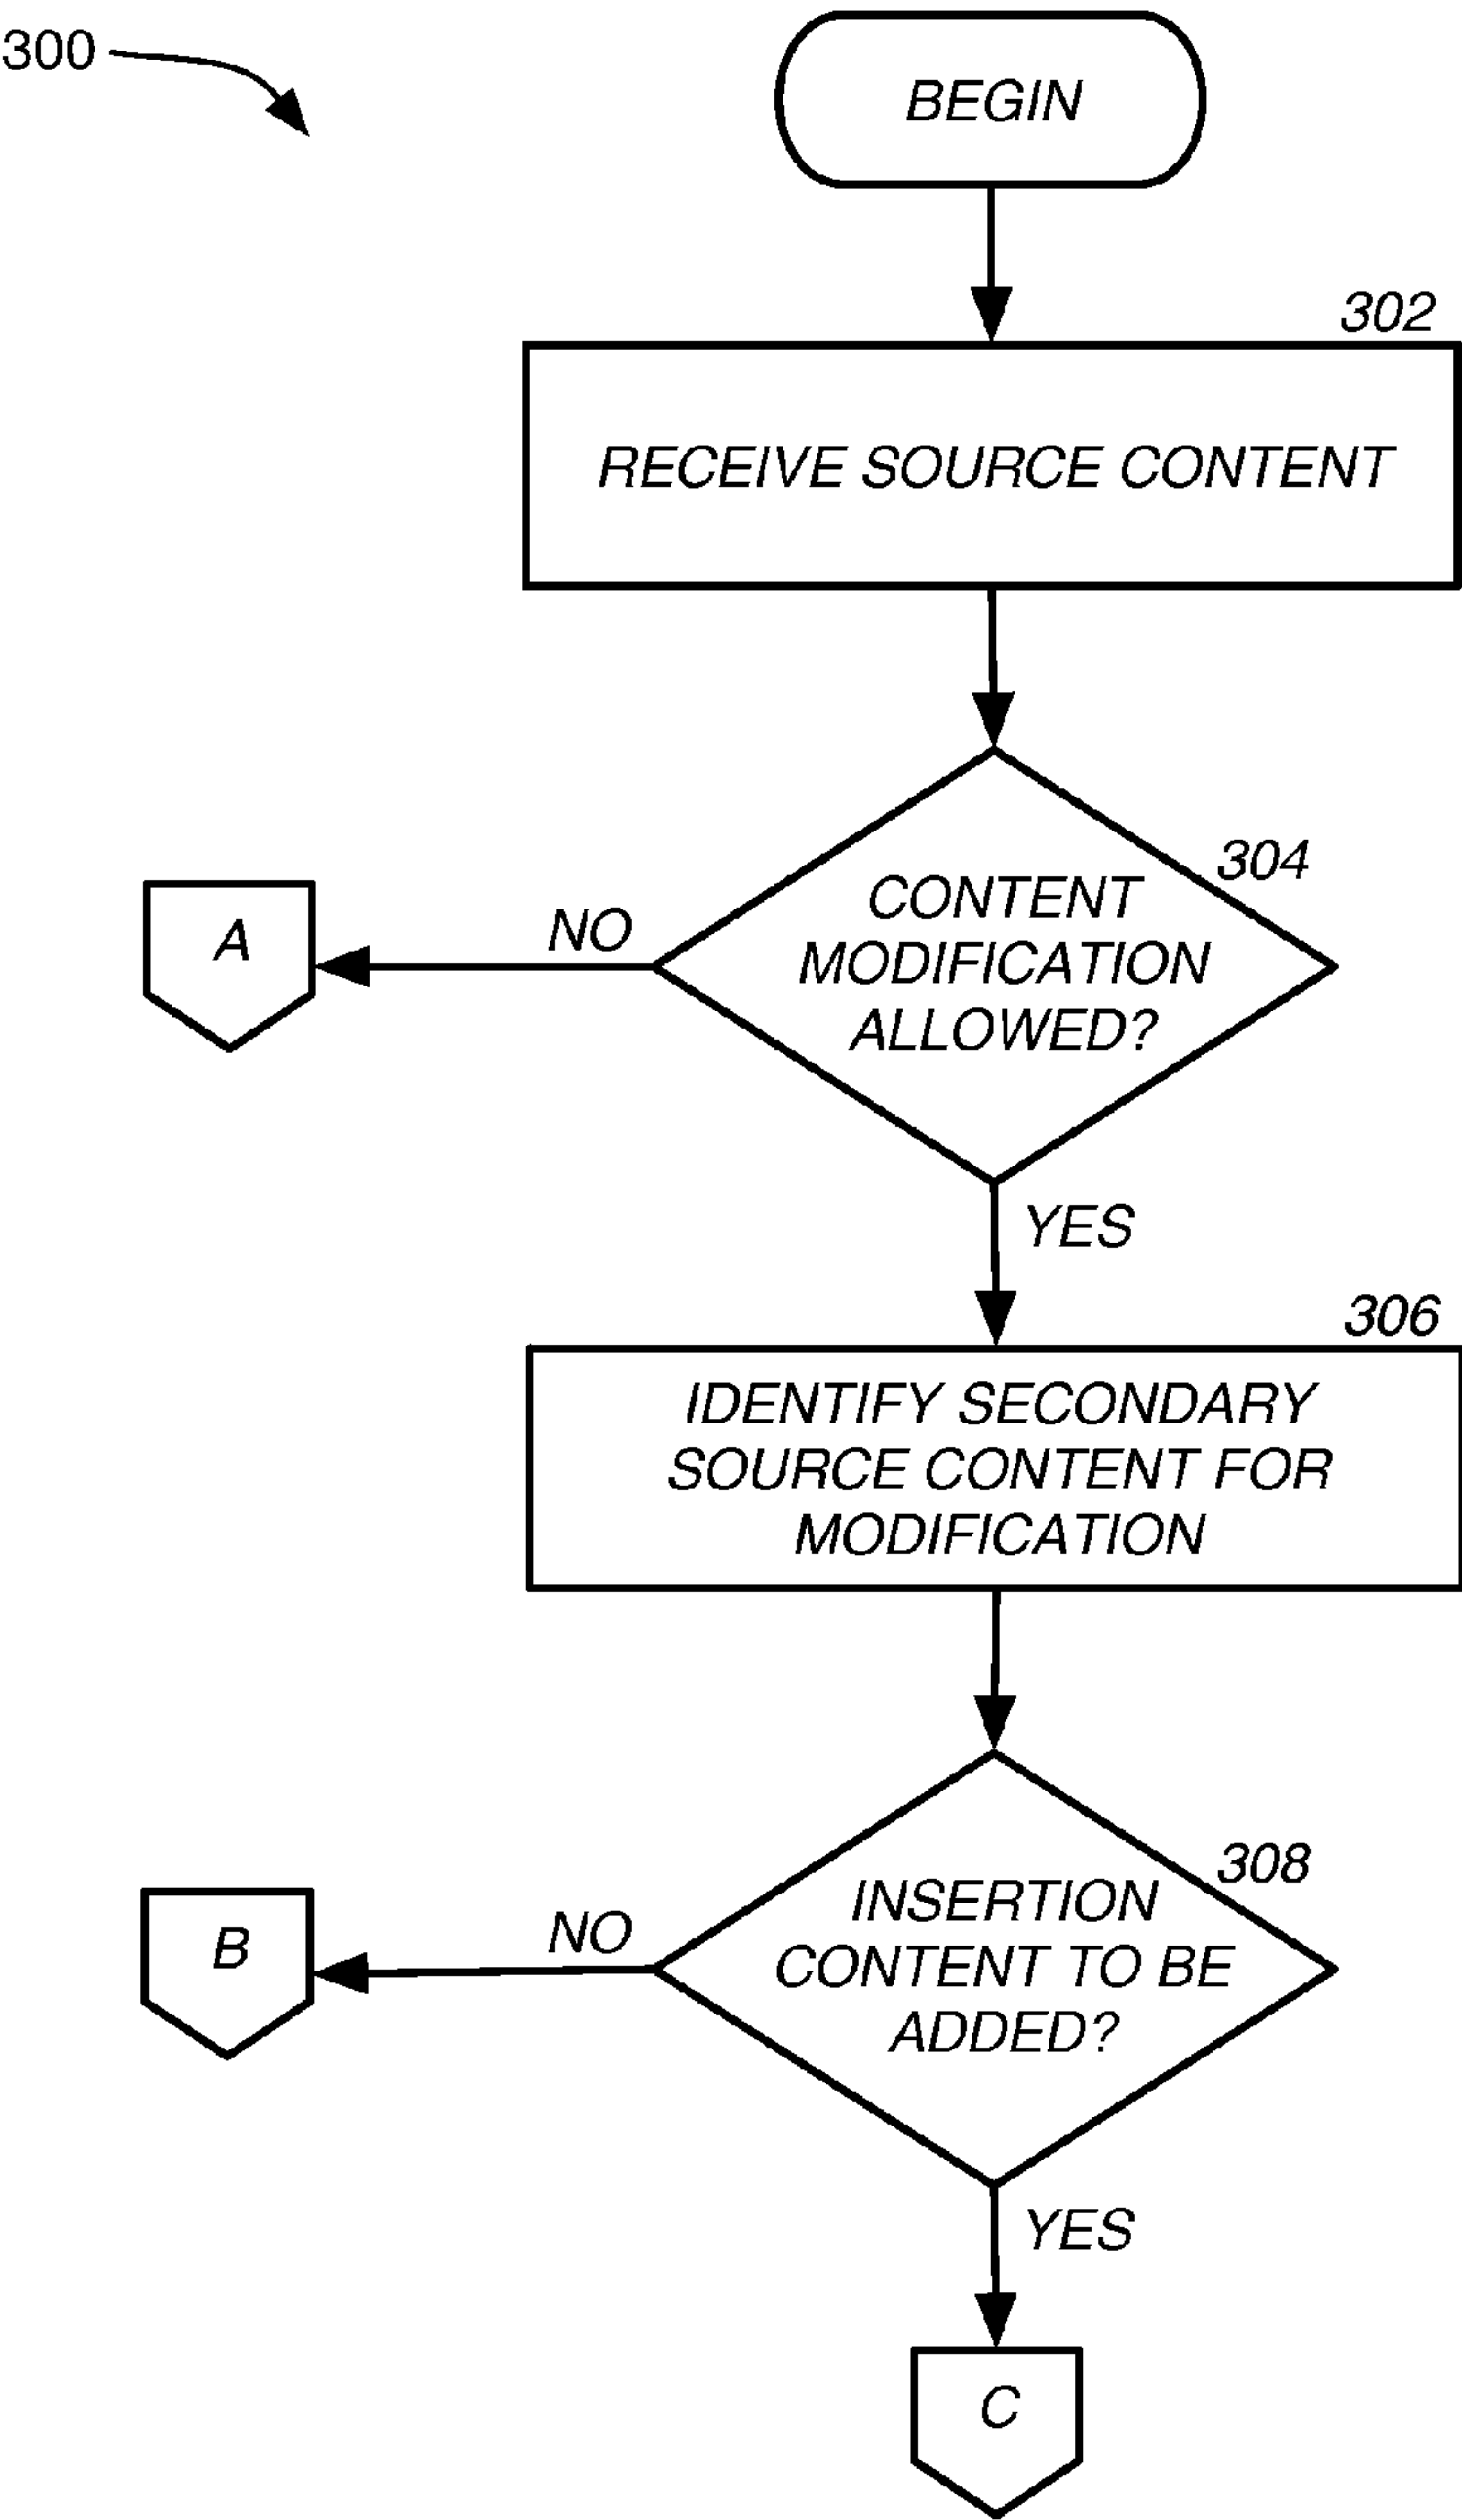 300
BEGIN
302
RECEIVE SOURCE CONTENT
304
CONTENT
MODIFICATION
ALLOWED?
NO
A
YES
306
IDENTIFY SECONDARY
SOURCE CONTENT FOR
MODIFICATION
308
INSERTION
CONTENT TO BE
ADDED?
NO
B
YES
C